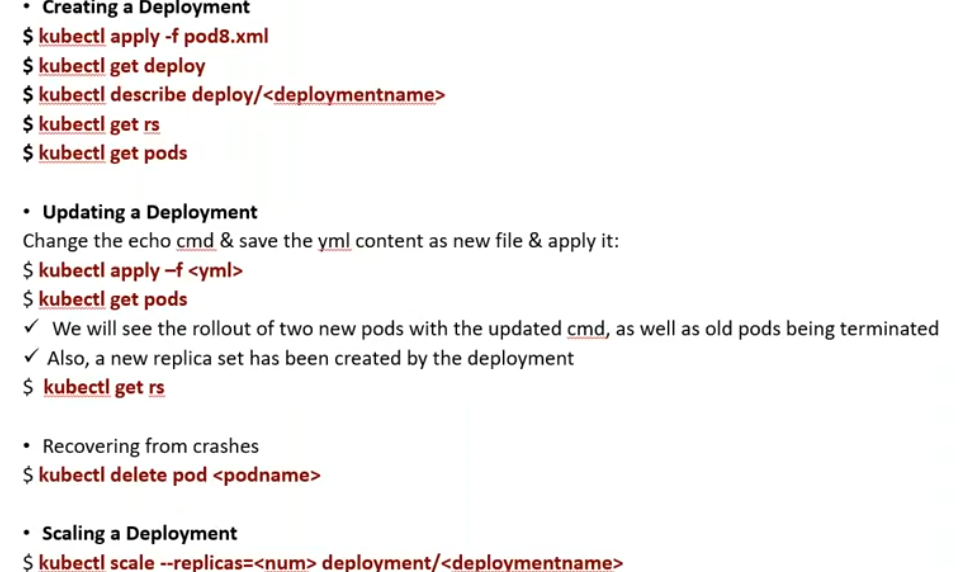 • Creating a Deployment
$ kubectl apply -f pod8.xml
$ kubectl get deploy
$ kubectl describe deploy/<deploymentname>
$ kubectl get rs
$ kubectl get pods
• Updating a Deployment
Change the echo cmd & save the yml content as new file & apply it:
$ kubectl apply –f <yml>
$ kubectl get pods
✓ We will see the rollout of two new pods with the updated cmd, as well as old pods being terminated
✓ Also, a new replica set has been created by the deployment
$ kubectl get rs
• Recovering from crashes
$ kubectl delete pod <podname>
• Scaling a Deployment
$ kubectl scale --replicas=<num> deployment/<deploymentname>